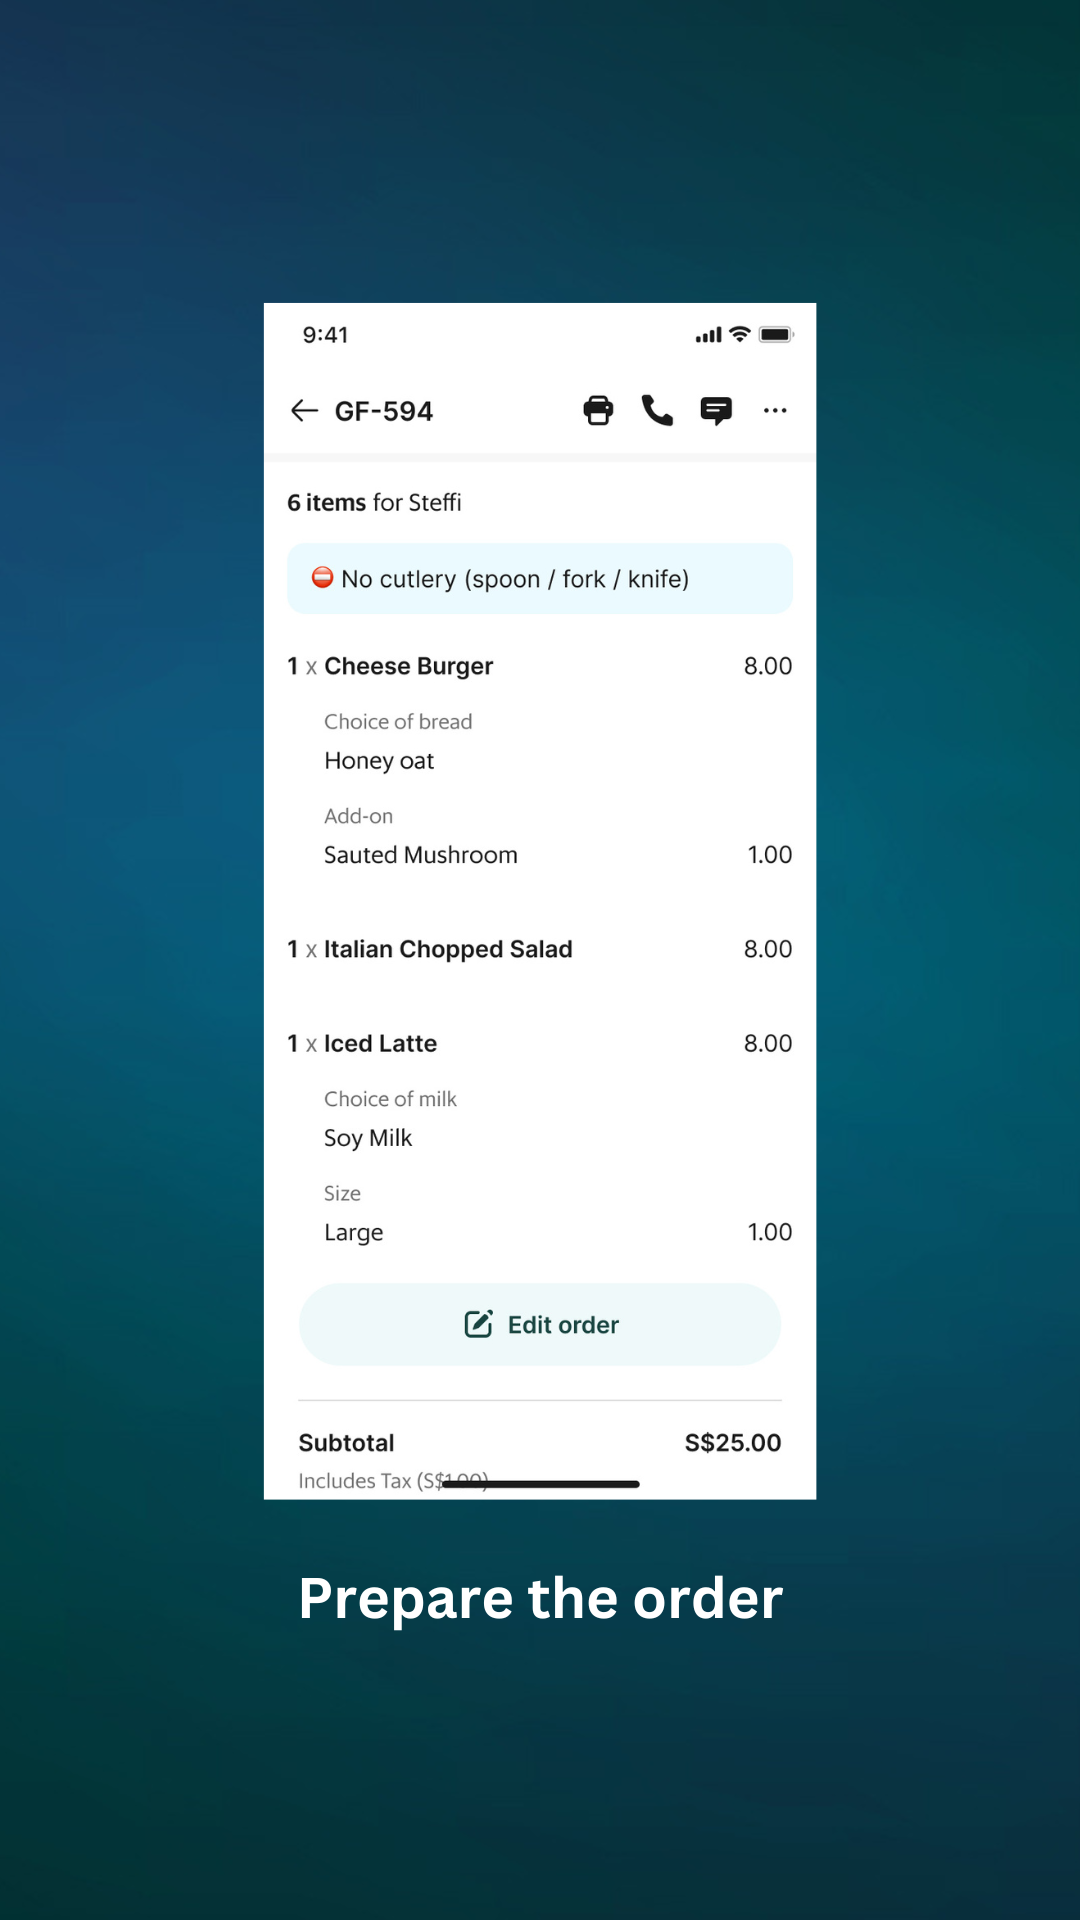 9:41
GF-594
6 items for Steffi
No cutlery (spoon / fork / knife)
1 x Cheese Burger 8.00
Choice of bread
Honey oat
Add-on
Sauted Mushroom 1.00
1 x Italian Chopped Salad 8.00
1 x Iced Latte 8.00
Choice of milk
Soy Milk
Size
Large 1.00
Edit order
Subtotal S$25.00
Includes Tax (S$1.00)
Prepare the order